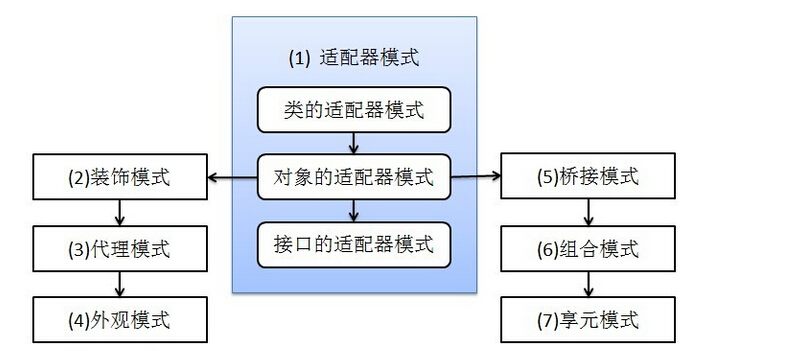 (1) 适配器模式
类的适配器模式
(2)装饰模式
对象的适配器模式
(5)桥接模式
(3)代理模式
接口的适配器模式
(6)组合模式
(4)外观模式
(7)享元模式